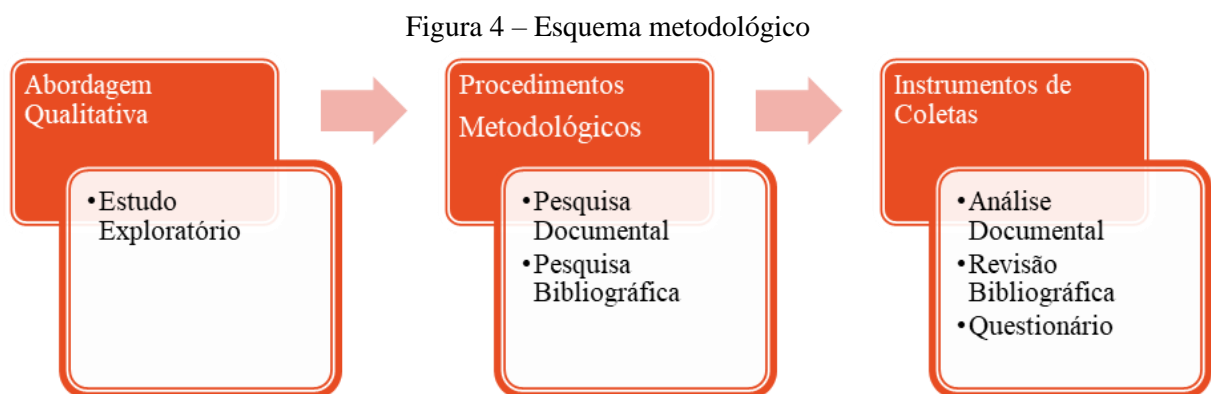 Figura 4 – Esquema metodológico
Abordagem
Qualitativa
•Estudo
Exploratório
Procedimentos
Metodológicos
•Pesquisa
Documental
•Pesquisa
Bibliográfica
Instrumentos de
Coletas
•Análise
Documental
•Revisão
Bibliográfica
•Questionário